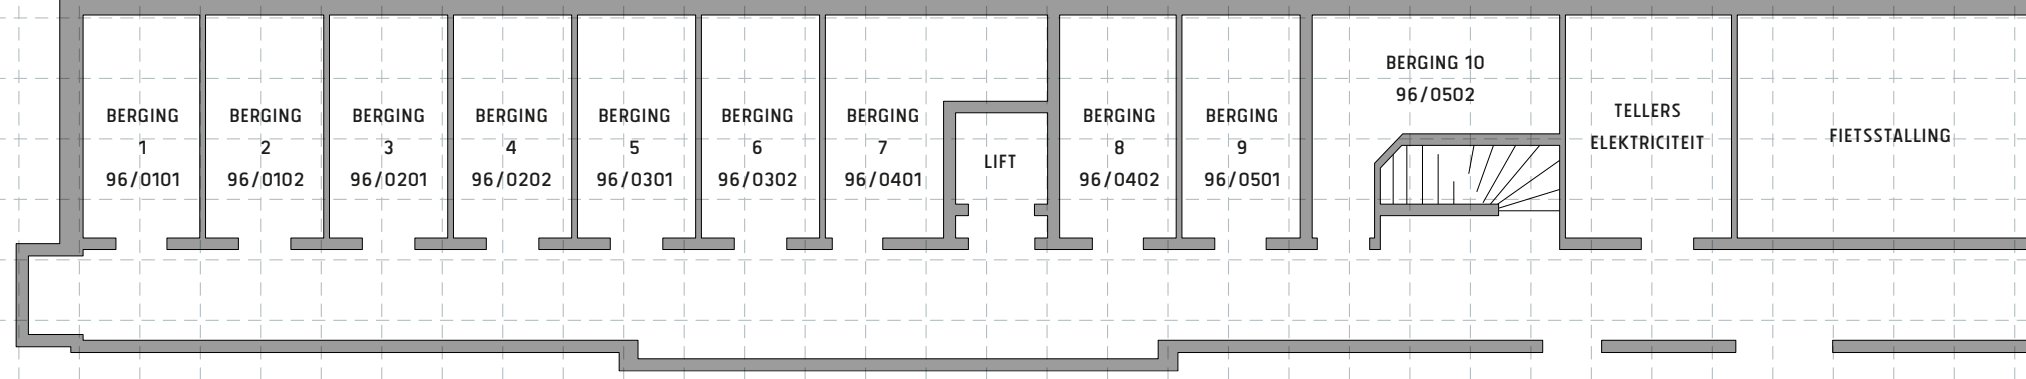 BERGING
1
96/0101
BERGING
2
96/0102
BERGING
3
96/0201
BERGING
4
96/0202
BERGING
5
96/0301
BERGING
6
96/0302
BERGING
7
96/0401
LIFT
BERGING
8
96/0402
BERGING
9
96/0501
BERGING 10
96/0502
TELLERS
ELEKTRICITEIT
FIETSSTALLING